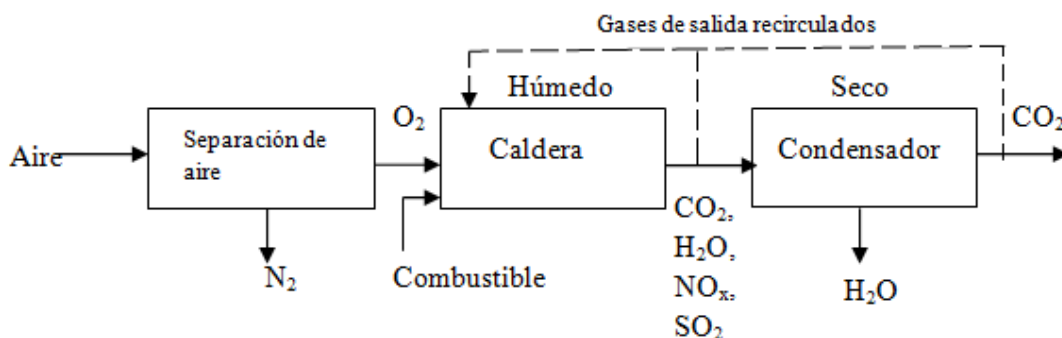 Gases de salida recirculados
Húmedo
Seco
O₂
CO₂
Aire
Separación de
aire
Caldera
Condensador
CO₂,
H₂O,
NOₓ,
SO₂
N₂
Combustible
H₂O